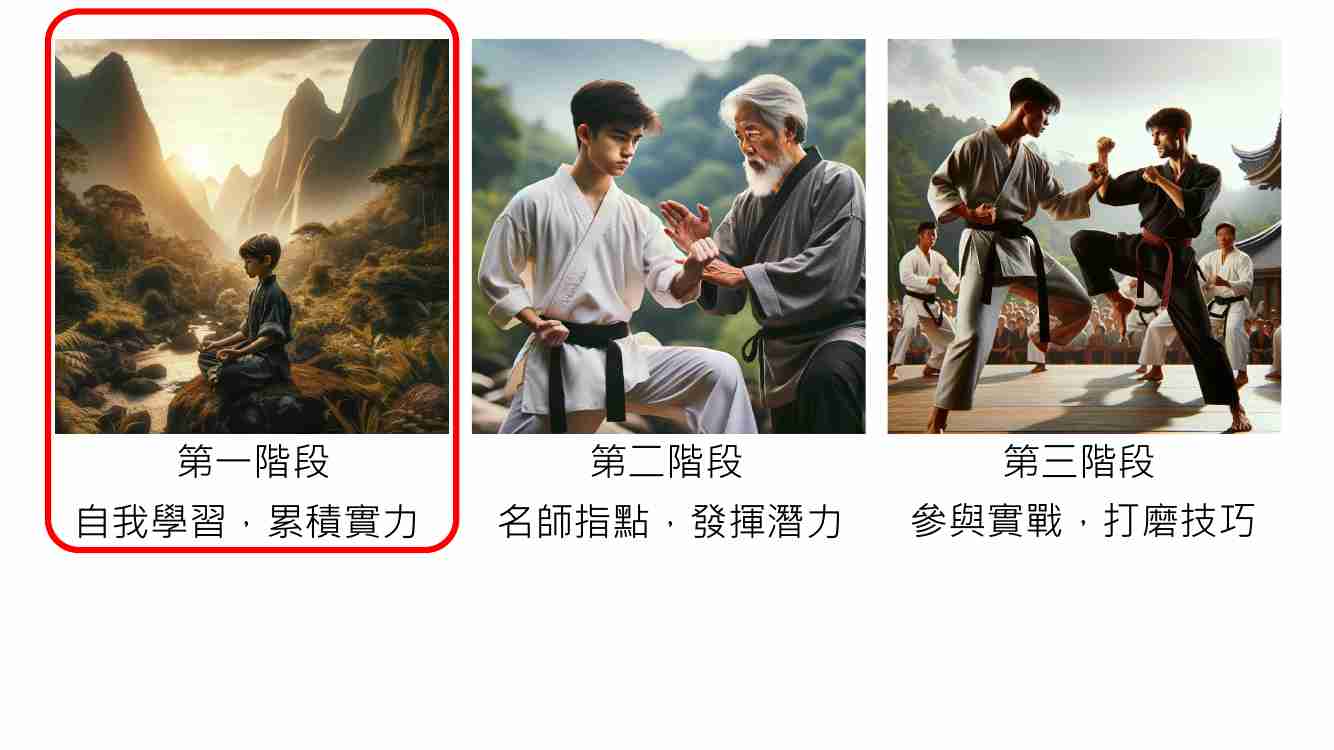 第一階段
自我學習，累積實力
第二階段
名師指點，發揮潛力
第三階段
參與實戰，打磨技巧